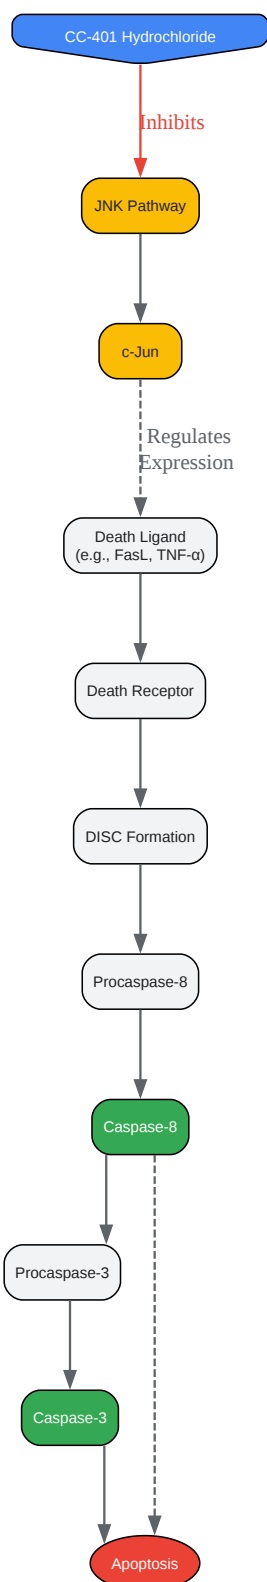 CC-401 Hydrochloride
Inhibits
JNK Pathway
c-Jun
Regulates
Expression
Death Ligand
(e.g., FasL, TNF-α)
Death Receptor
DISC Formation
Procaspase-8
Caspase-8
Procaspase-3
Caspase-3
Apoptosis